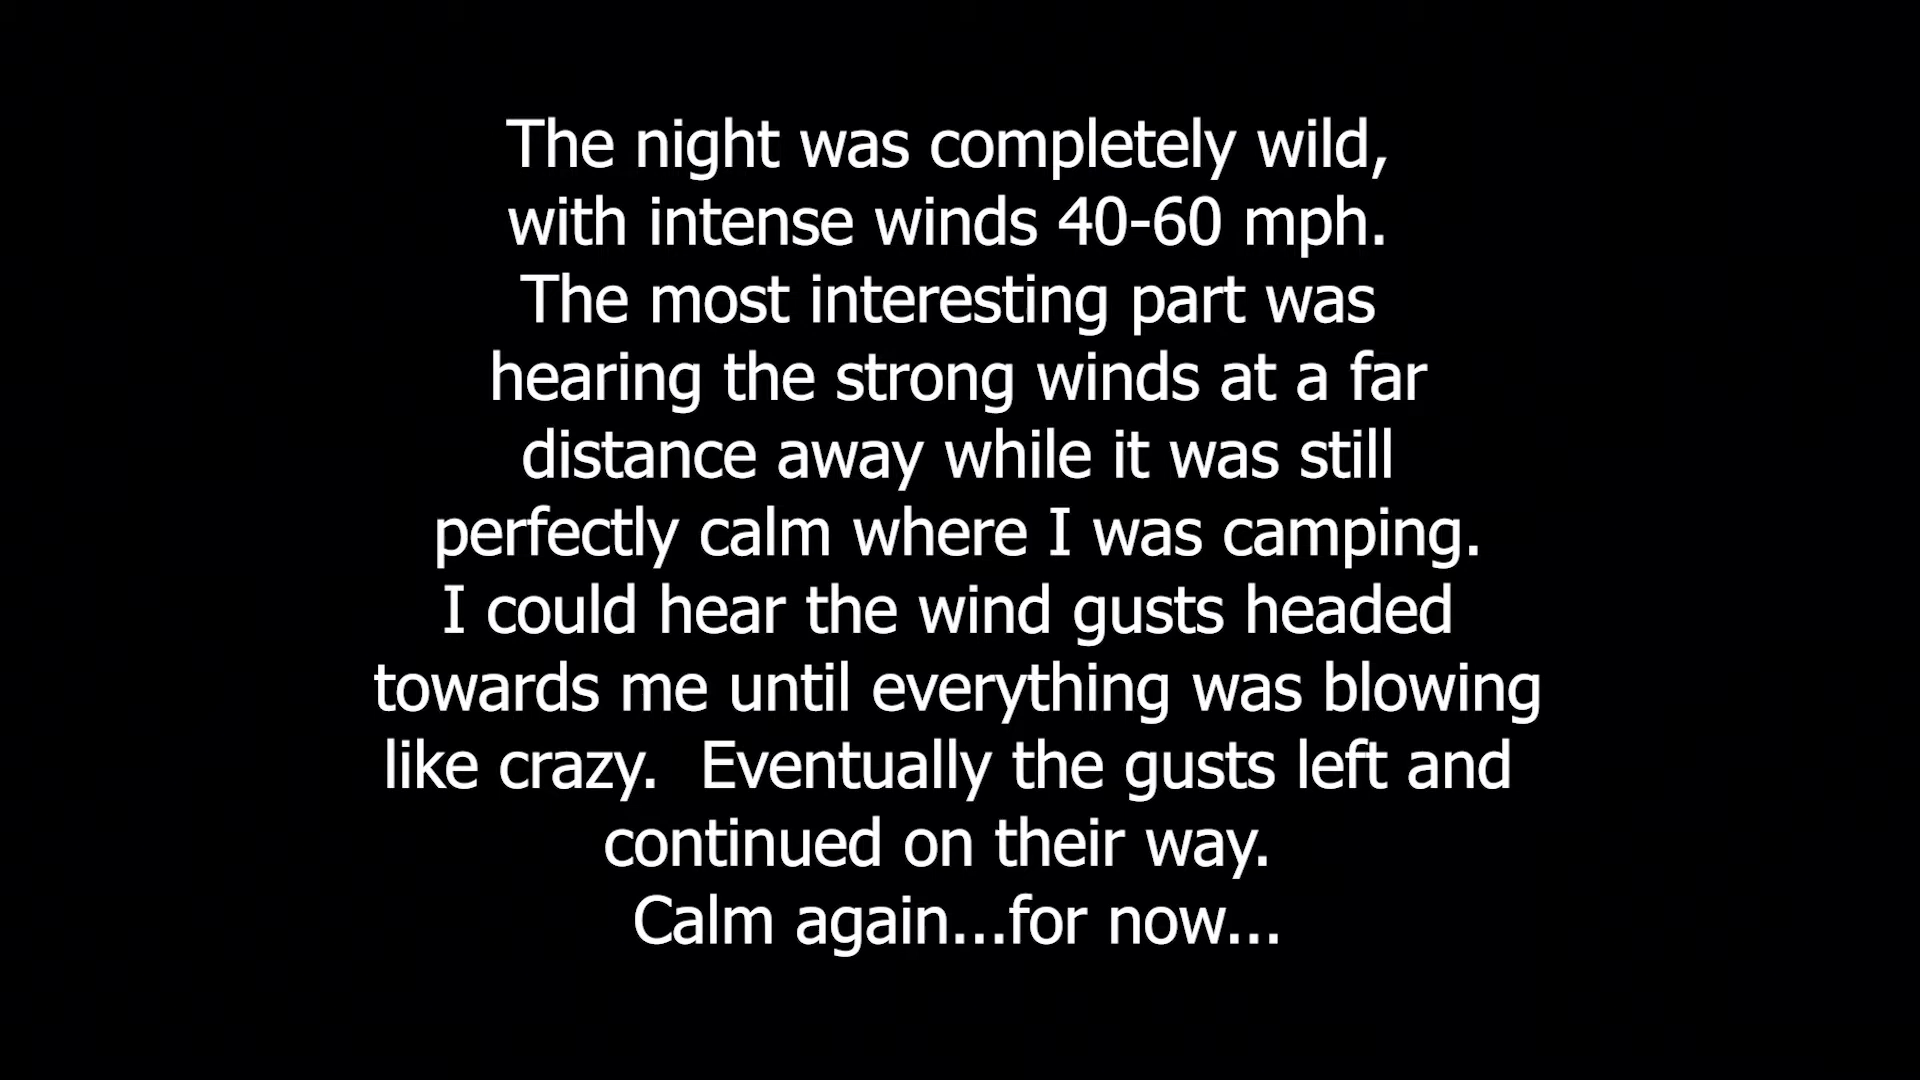 The night was completely wild,
with intense winds 40-60 mph.
The most interesting part was
hearing the strong winds at a far
distance away while it was still
perfectly calm where I was camping.
I could hear the wind gusts headed
towards me until everything was blowing
like crazy.  Eventually the gusts left and
continued on their way.
Calm again...for now...